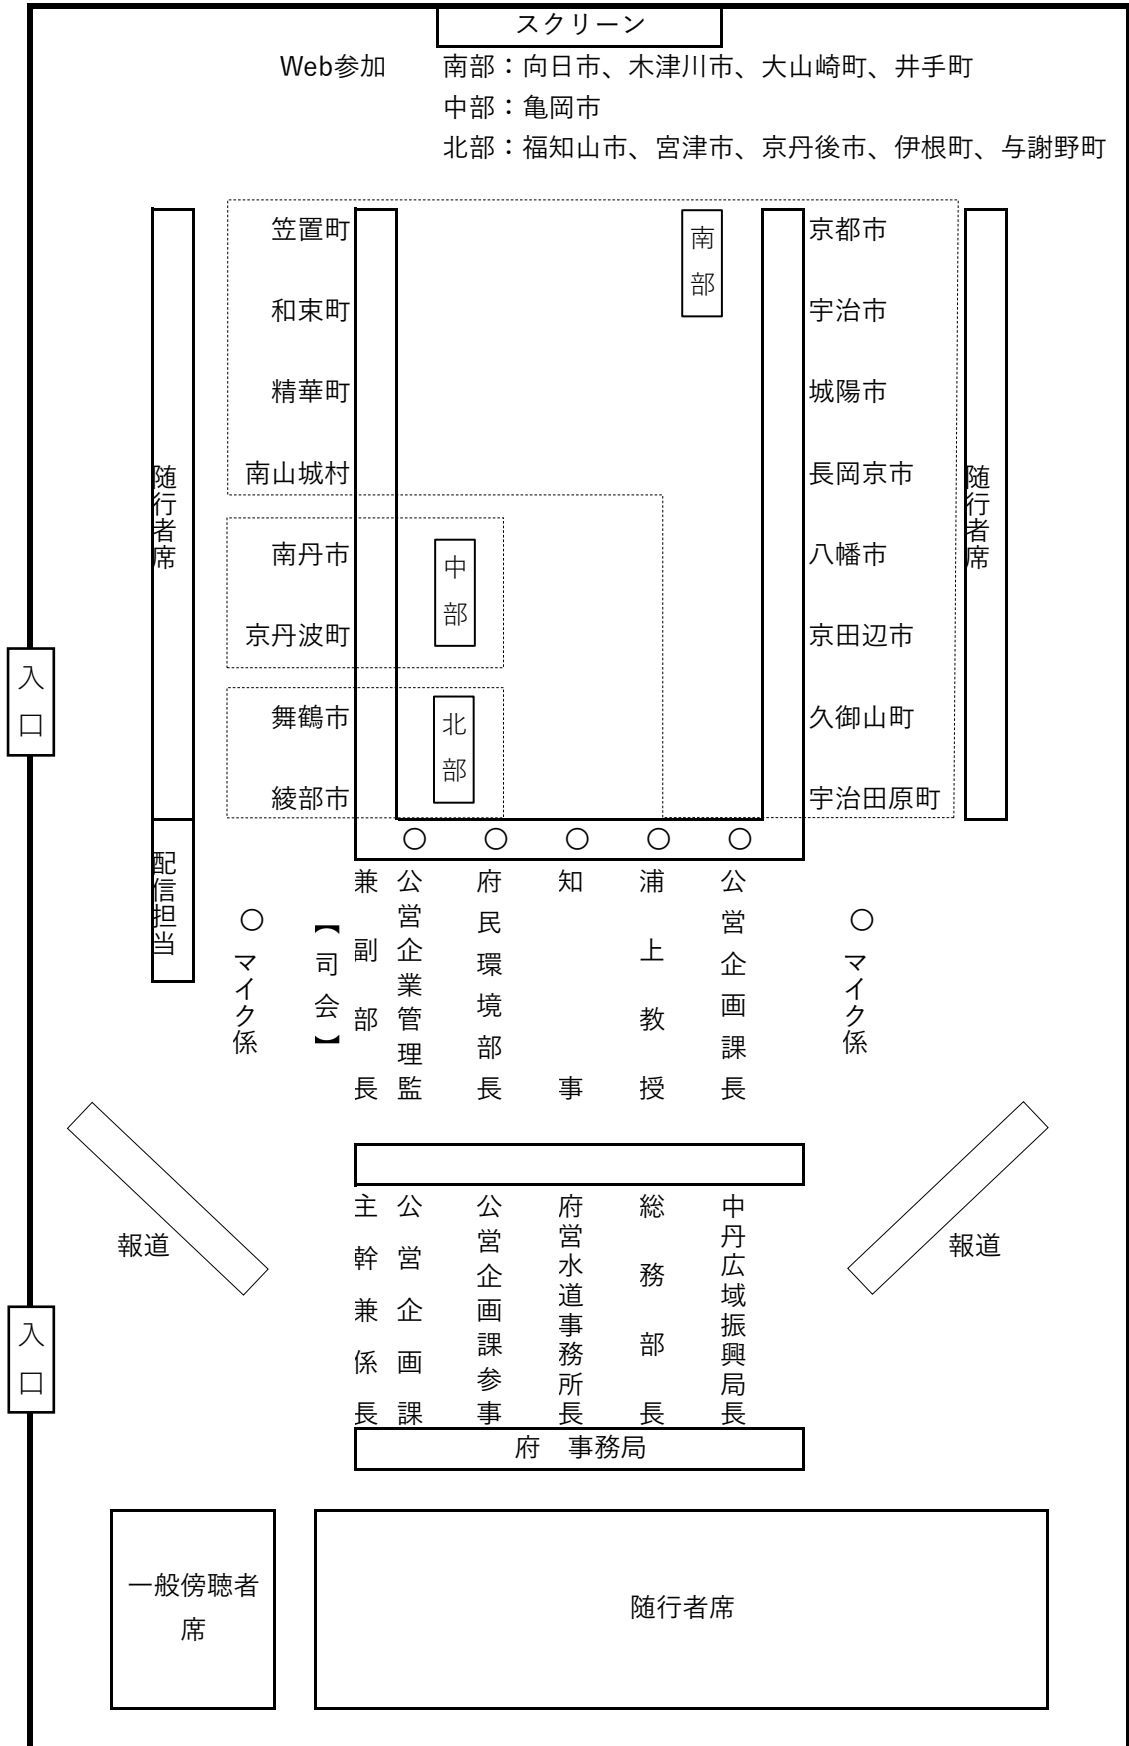 スクリーン
Web参加　南部：向日市、木津川市、大山崎町、井手町
中部：亀岡市
北部：福知山市、宮津市、京丹後市、伊根町、与謝野町
笠置町
和束町
精華町
南山城村
南丹市
京丹波町
舞鶴市
綾部市
南部
中部
北部
京都市
宇治市
城陽市
長岡京市
八幡市
京田辺市
久御山町
宇治田原町
随行者席
随行者席
入口
配信担当
○マイク係
【司会】
○
○
○
○
○
公営企業管理監
兼副部長
府民環境部長
知事
浦上教授
公営企画課長
○マイク係
報道
報道
公営企画課
主幹兼係長
公営企画課参事
府営水道事務所長
総務部長
中丹広域振興局長
入口
府　事務局
一般傍聴者
席
随行者席